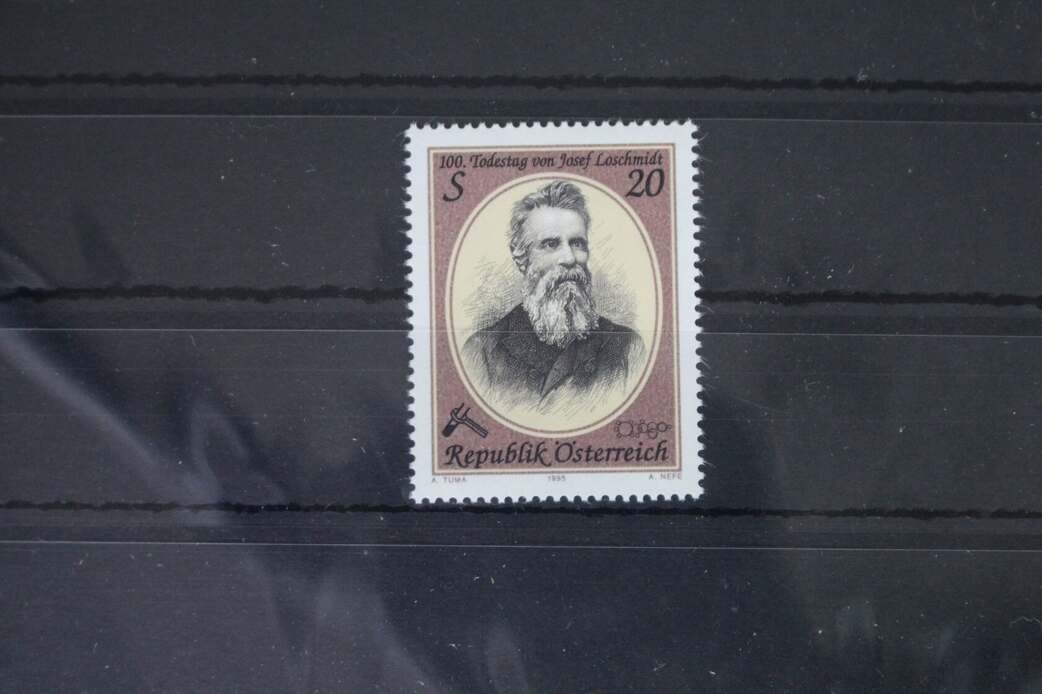 100. Todestag von Josef Loschmidt
S 20
Republik Österreich
A. TUMA 1995 A. NEFE